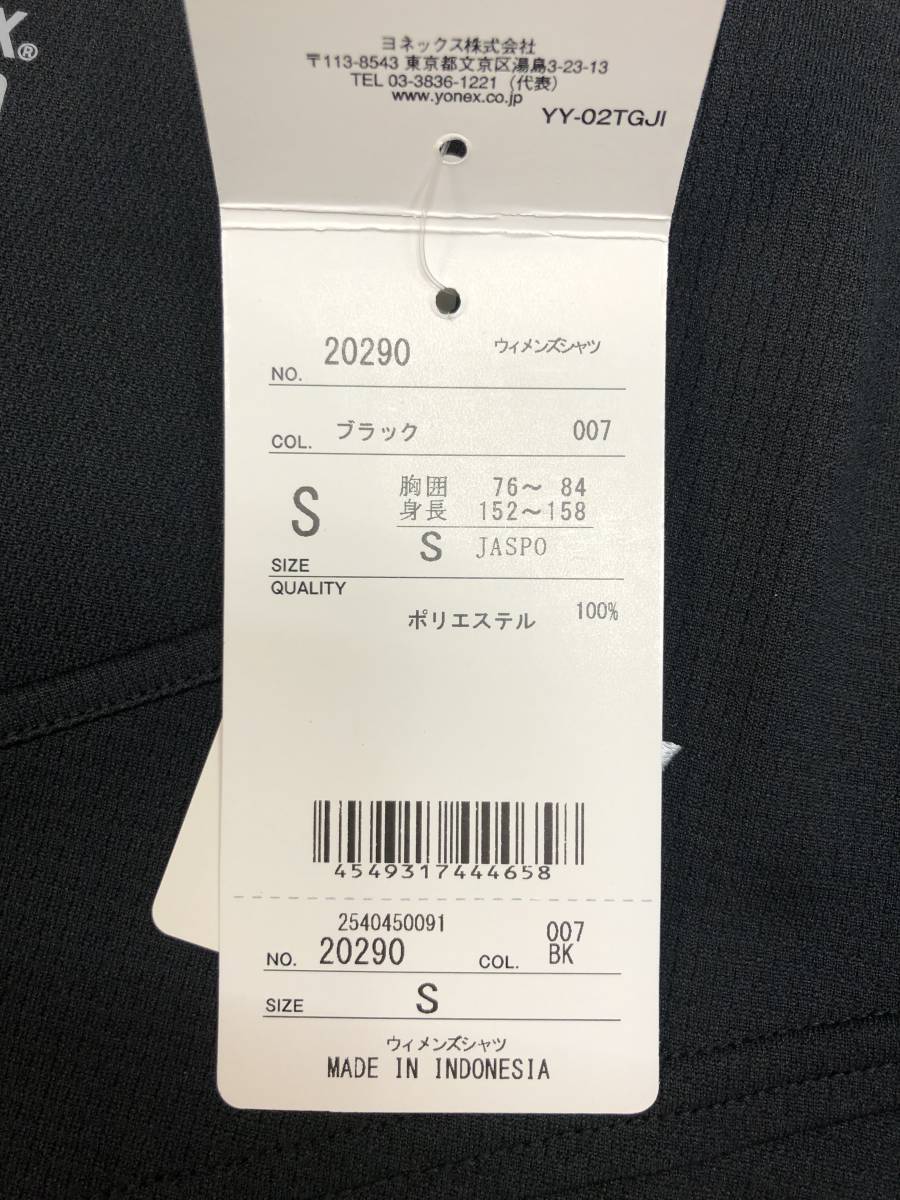 X®
ヨネックス株式会社
〒113-8543 東京都文京区湯島3-23-13
TEL 03-3836-1221（代表）
www.yonex.co.jp
YY-02TGJI
NO. 20290 ウィメンズシャツ
COL. ブラック 007
胸囲 76～ 84
身長 152～158
S
S JASPO
SIZE
QUALITY
ポリエステル 100%
4549317444658
2540450091
NO. 20290 COL. 007
BK
SIZE S
ウィメンズシャツ
MADE IN INDONESIA